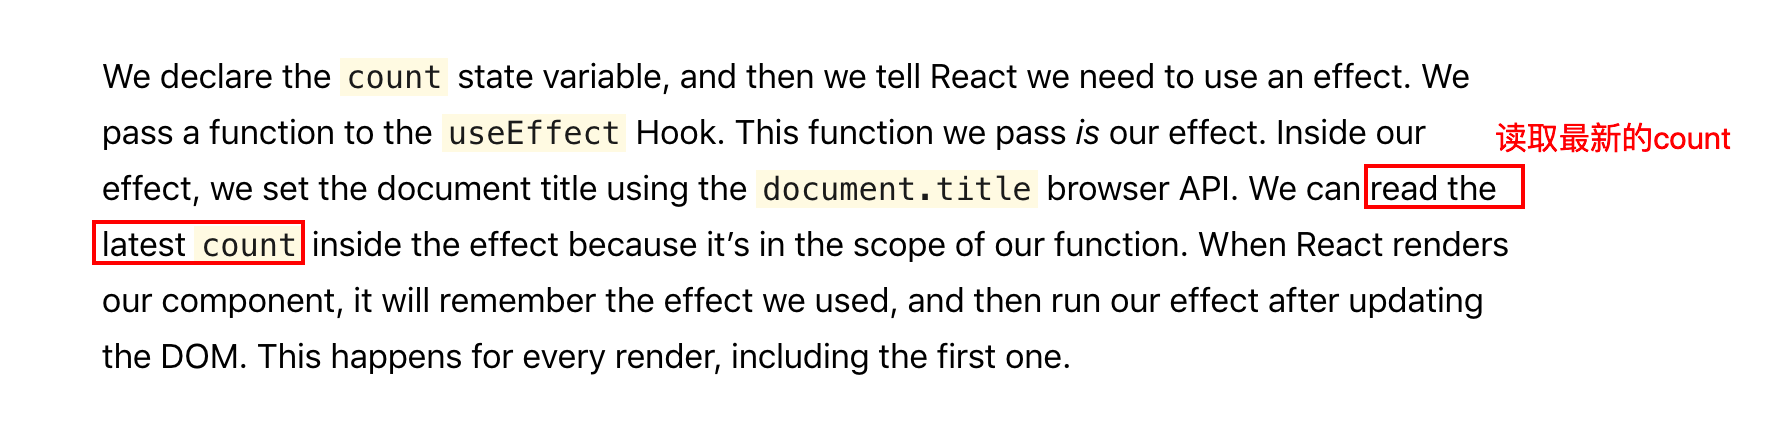 We declare the count state variable, and then we tell React we need to use an effect. We
pass a function to the useEffect Hook. This function we pass is our effect. Inside our
读取最新的count
effect, we set the document title using the document.title browser API. We can read the
latest count inside the effect because it’s in the scope of our function. When React renders
our component, it will remember the effect we used, and then run our effect after updating
the DOM. This happens for every render, including the first one.